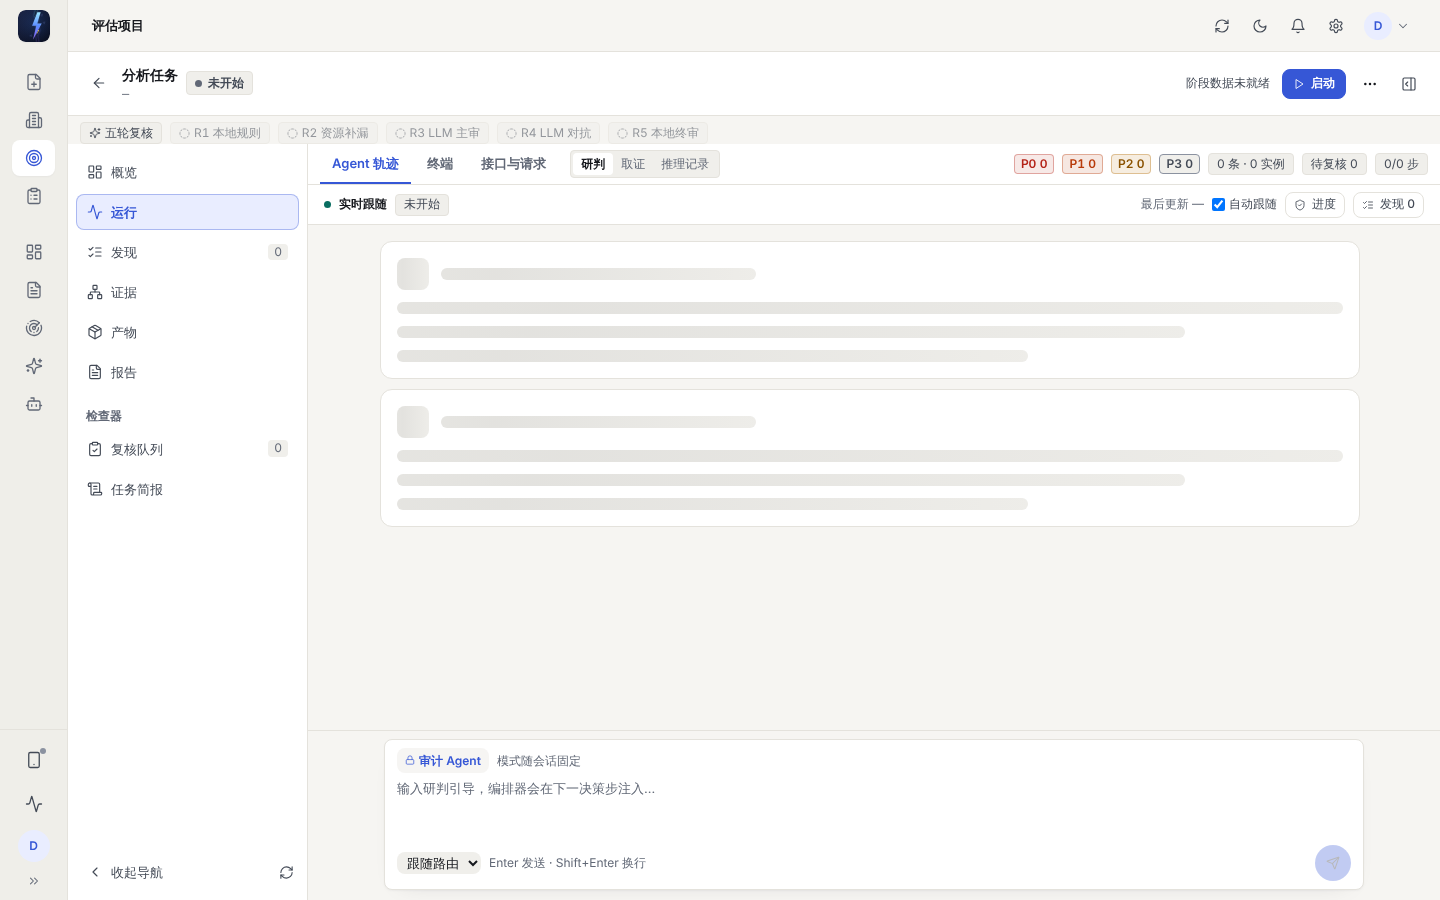 评估项目
D
分析任务
—
未开始
阶段数据未就绪
启动
五轮复核
R1 本地规则
R2 资源补漏
R3 LLM 主审
R4 LLM 对抗
R5 本地终审
概览
运行
发现 0
证据
产物
报告
检查器
复核队列 0
任务简报
收起导航
Agent 轨迹
终端
接口与请求
研判
取证
推理记录
P0 0
P1 0
P2 0
P3 0
0 条 · 0 实例
待复核 0
0/0 步
实时跟随
未开始
最后更新 —
自动跟随
进度
发现 0
审计 Agent
模式随会话固定
输入研判引导，编排器会在下一决策步注入...
跟随路由
Enter 发送 · Shift+Enter 换行
D